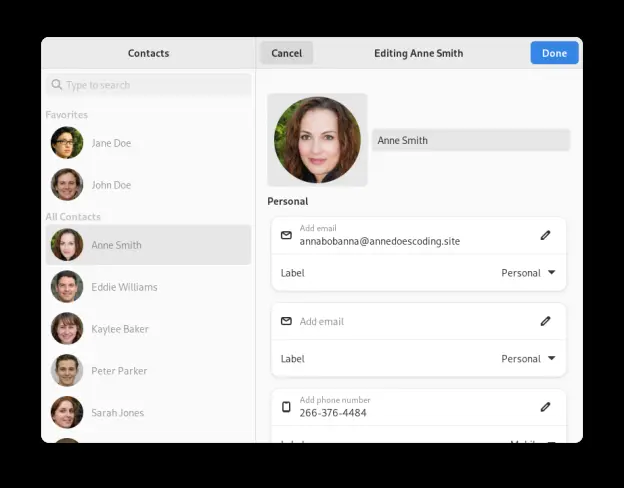 Contacts
Type to search
Favorites
Jane Doe
John Doe
All Contacts
Anne Smith
Eddie Williams
Kaylee Baker
Peter Parker
Sarah Jones
Cancel
Editing Anne Smith
Done
Anne Smith
Personal
Add email
annabobanna@annedoescoding.site
Label Personal
Add email
Label Personal
Add phone number
266-376-4484